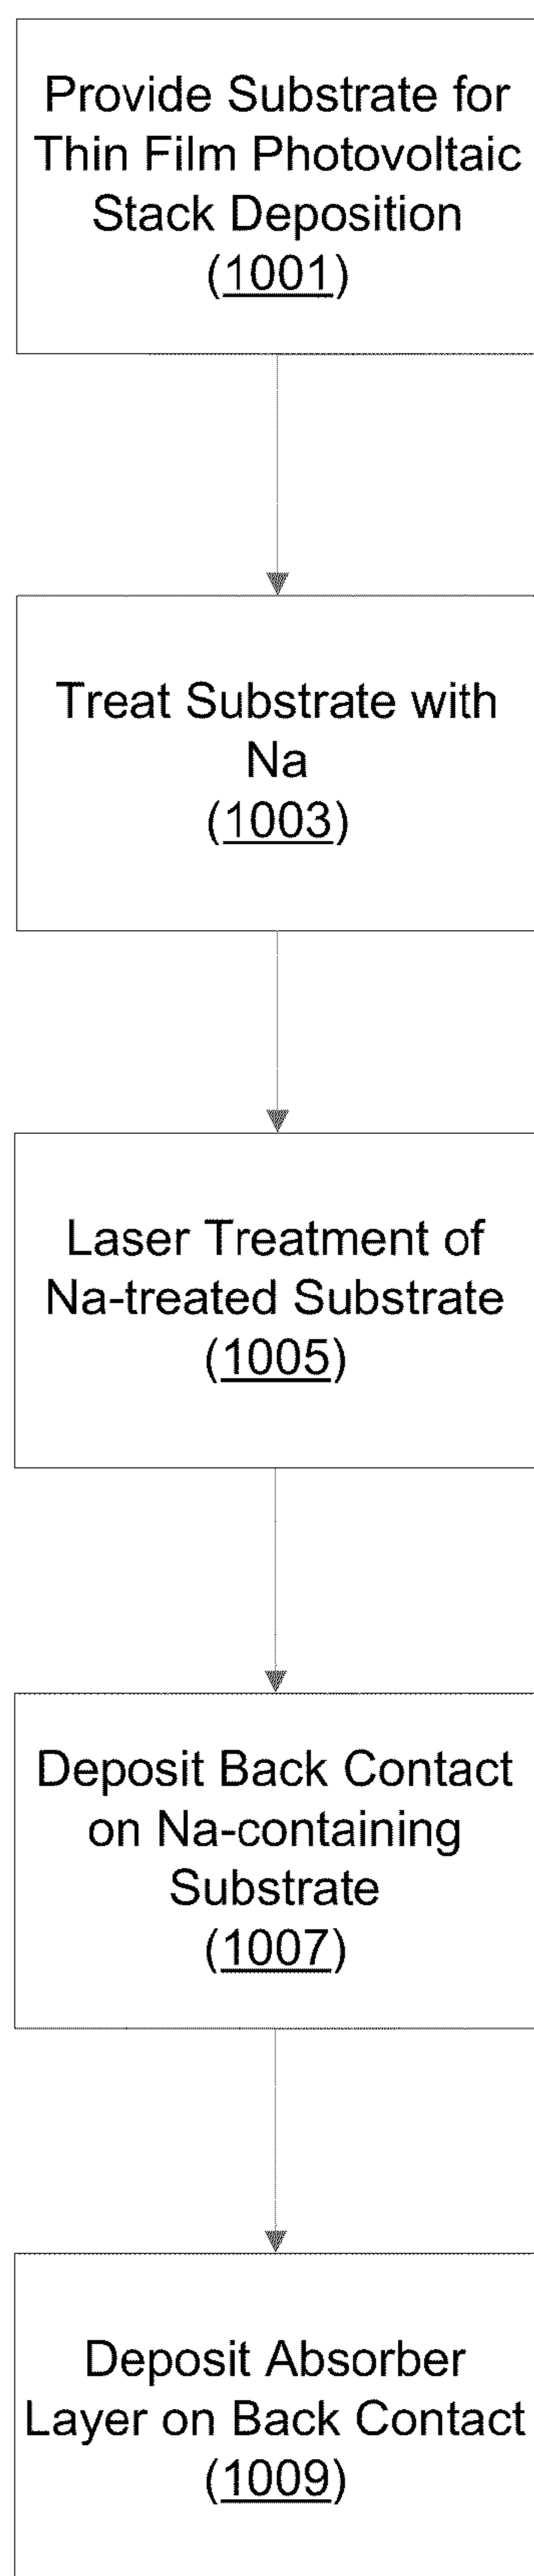 Provide Substrate for
Thin Film Photovoltaic
Stack Deposition
(1001)
Treat Substrate with
Na
(1003)
Laser Treatment of
Na-treated Substrate
(1005)
Deposit Back Contact
on Na-containing
Substrate
(1007)
Deposit Absorber
Layer on Back Contact
(1009)